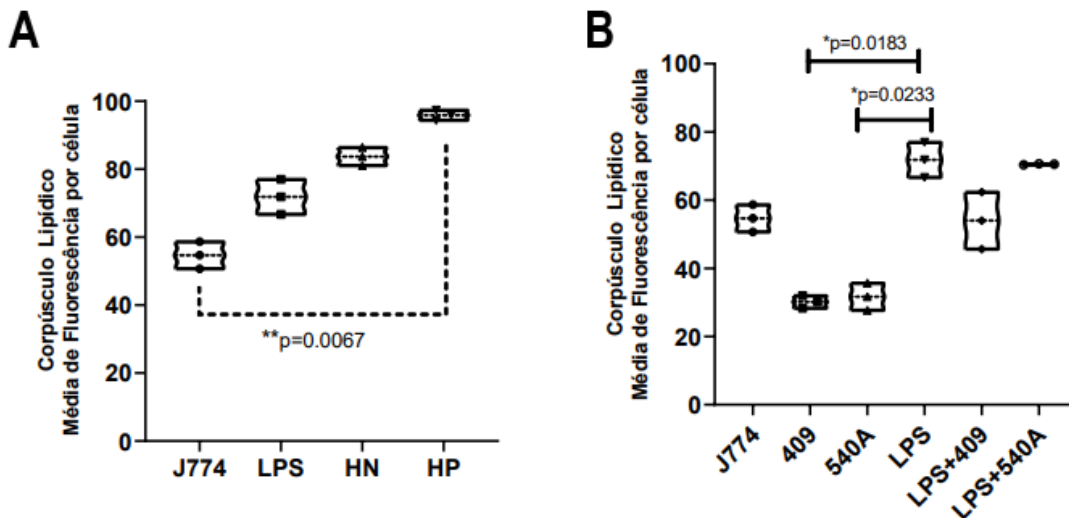 A
Corpúsculo Lipídico
Média de Fluorescência por célula
100
80
60
40
20
0
**p=0.0067
J774 LPS HN HP
B
Corpúsculo Lipídico
Média de Fluorescência por célula
100
80
60
40
20
0
*p=0.0183
*p=0.0233
J774
409
540A
LPS
LPS+409
LPS+540A